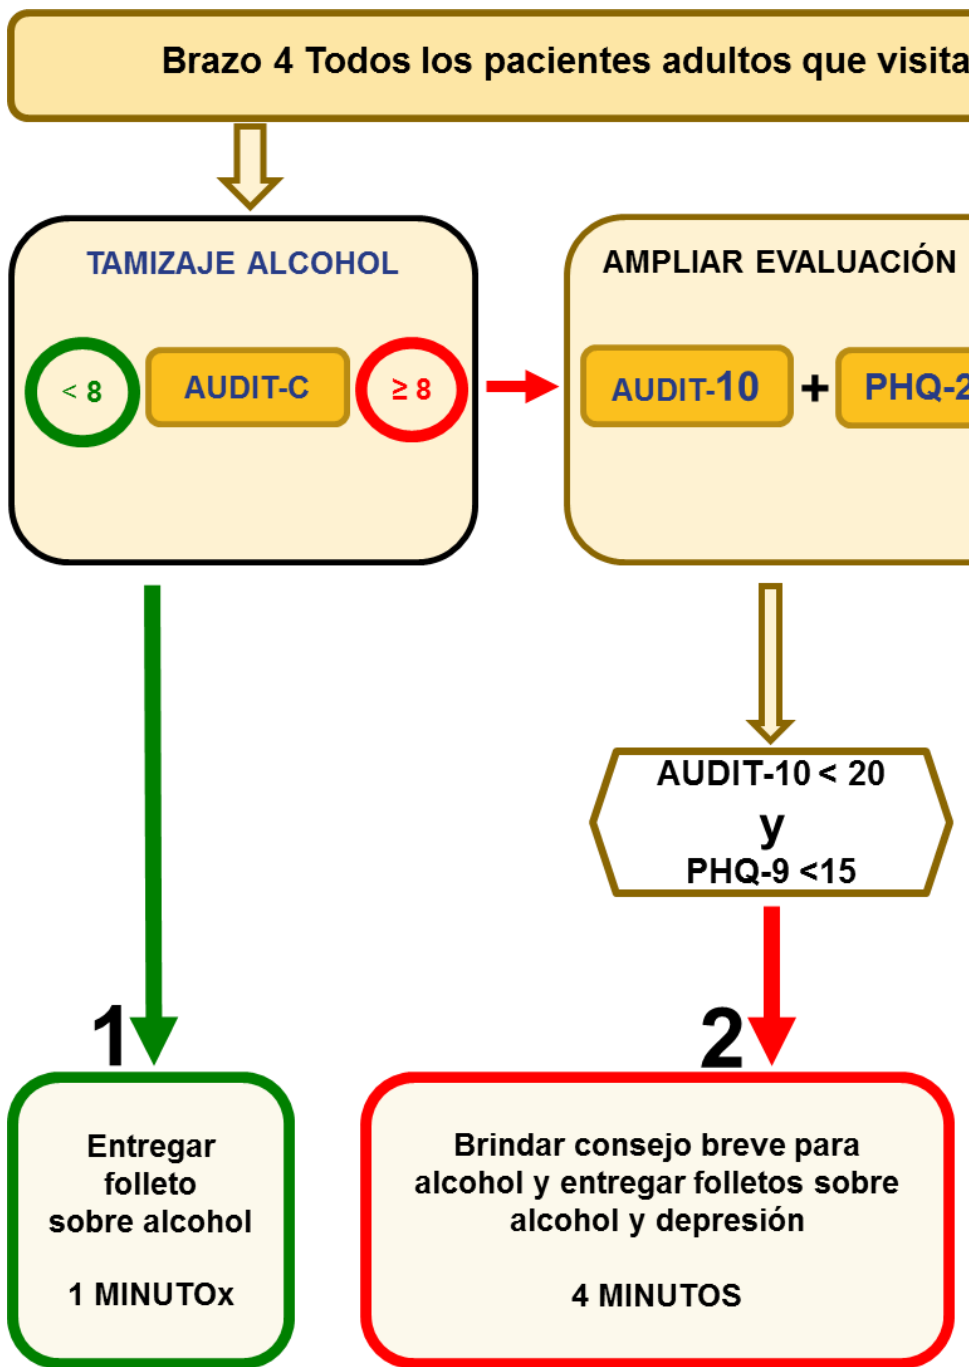 Brazo 4 Todos los pacientes adultos que visita
TAMIZAJE ALCOHOL
< 8
AUDIT-C
≥ 8
AMPLIAR EVALUACIÓN
AUDIT-10
+
PHQ-2
AUDIT-10 < 20
y
PHQ-9 <15
1
Entregar
folleto
sobre alcohol
1 MINUTOx
2
Brindar consejo breve para
alcohol y entregar folletos sobre
alcohol y depresión
4 MINUTOS